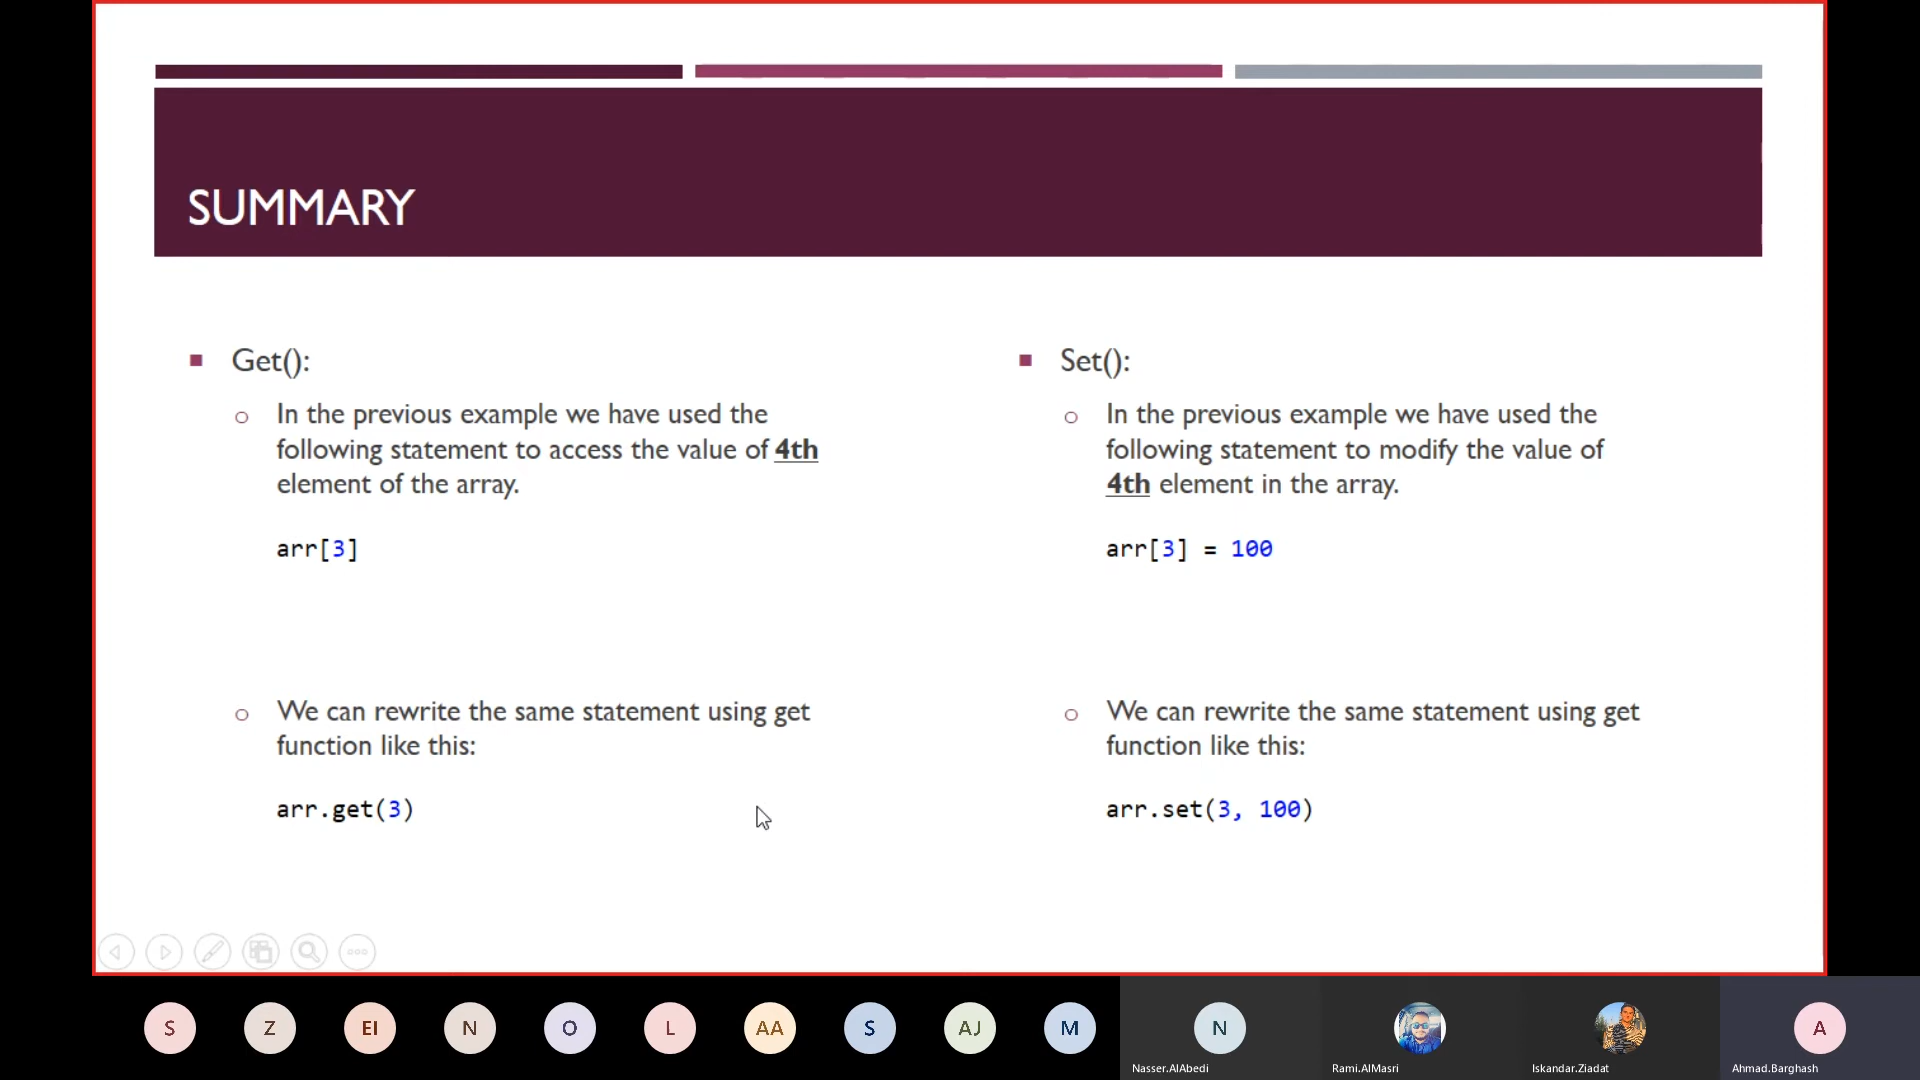 SUMMARY
Get():
In the previous example we have used the
following statement to access the value of 4th
element of the array.
arr[3]
We can rewrite the same statement using get
function like this:
arr.get(3)
Set():
In the previous example we have used the
following statement to modify the value of
4th element in the array.
arr[3] = 100
We can rewrite the same statement using get
function like this:
arr.set(3, 100)
S
Z
EI
N
O
L
AA
S
AJ
M
N
A
Nasser.AlAbedi
Rami.AlMasri
Iskandar.Ziadat
Ahmad.Barghash